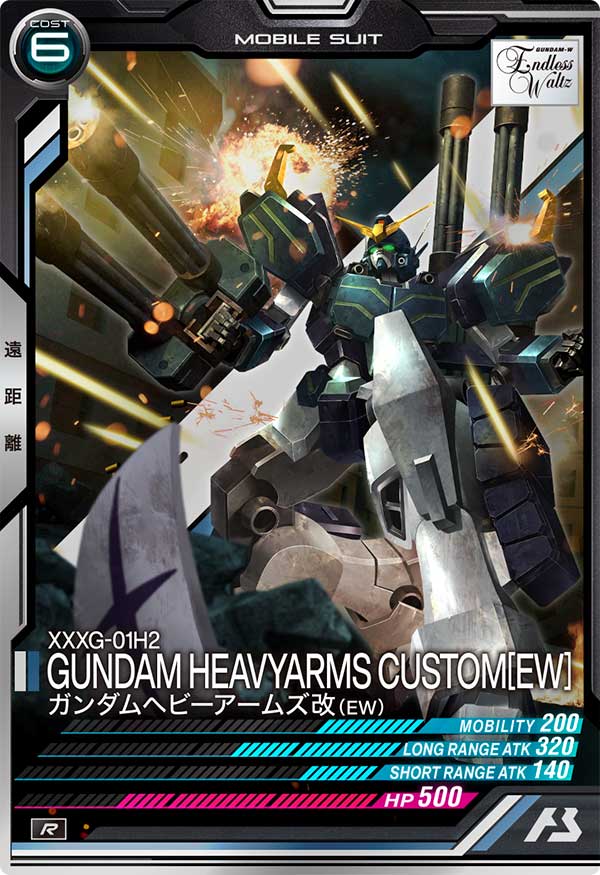 COST
6
MOBILE SUIT
GUNDAM-W
Endless
Waltz
遠距離
XXXG-01H2
GUNDAM HEAVYARMS CUSTOM[EW]
ガンダムヘビーアームズ改(EW)
MOBILITY 200
LONG RANGE ATK 320
SHORT RANGE ATK 140
HP 500
R